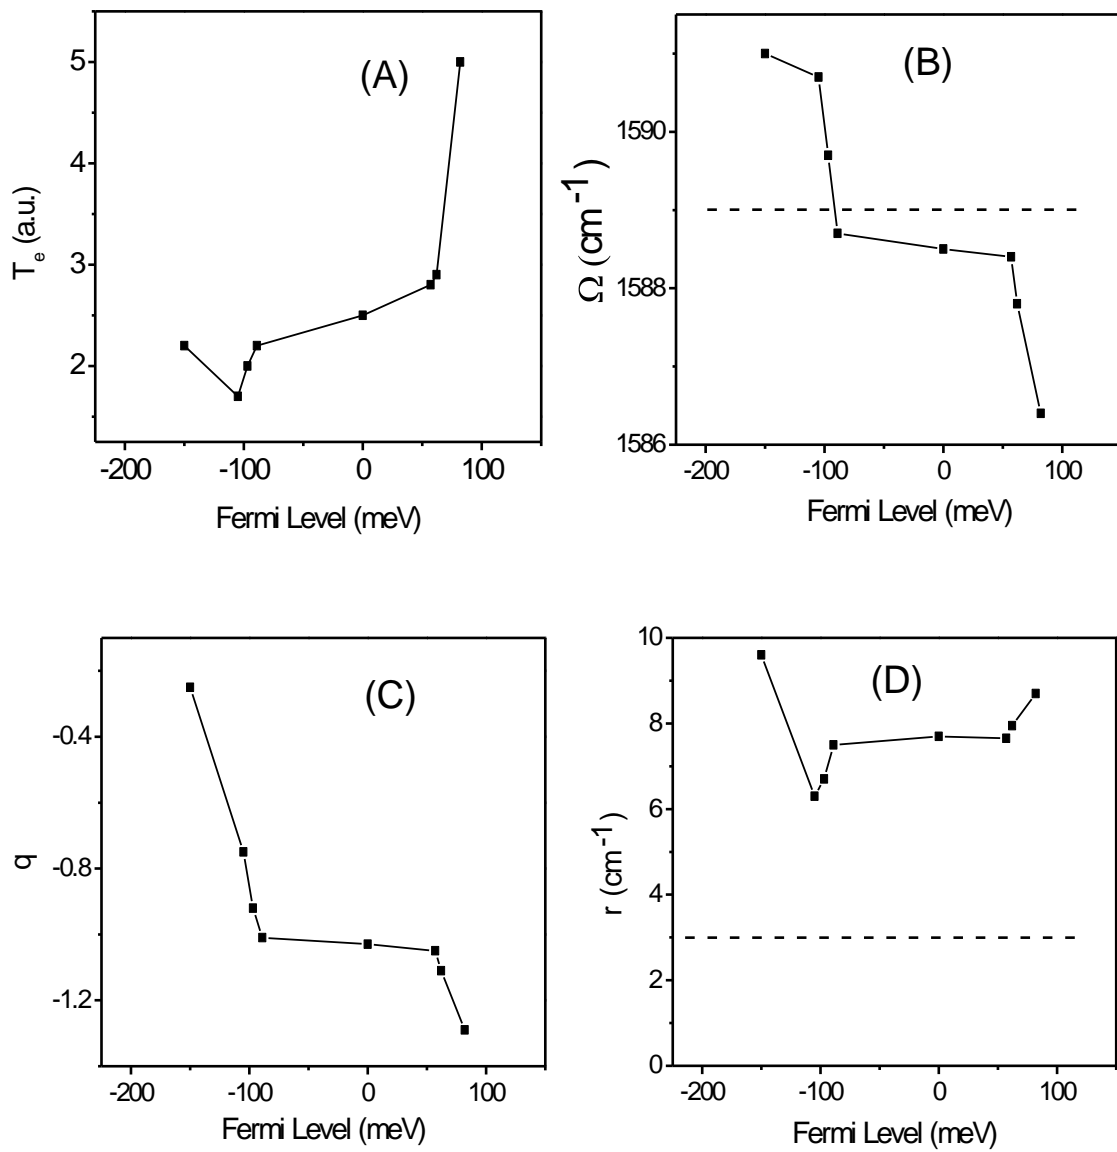 (A)
5
4
3
2
T_e (a.u.)
-200 -100 0 100
Fermi Level (meV)
(B)
1590
1588
1586
Ω (cm⁻¹)
-200 -100 0 100
Fermi Level (meV)
(C)
-0.4
-0.8
-1.2
q
-200 -100 0 100
Fermi Level (meV)
(D)
10
8
6
4
2
0
r (cm⁻¹)
-200 -100 0 100
Fermi Level (meV)